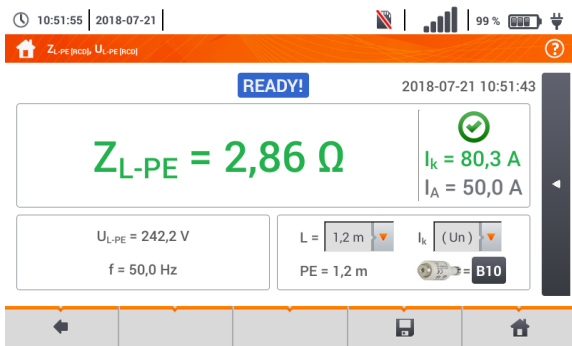 10:51:55 2018-07-21 99 %
ZL-PE [RCD], UL-PE [RCD]
?
READY! 2018-07-21 10:51:43
ZL-PE = 2,86 Ω
Ik = 80,3 A
IA = 50,0 A
UL-PE = 242,2 V
f = 50,0 Hz
L = 1,2 m Ik (Un)
PE = 1,2 m = B10